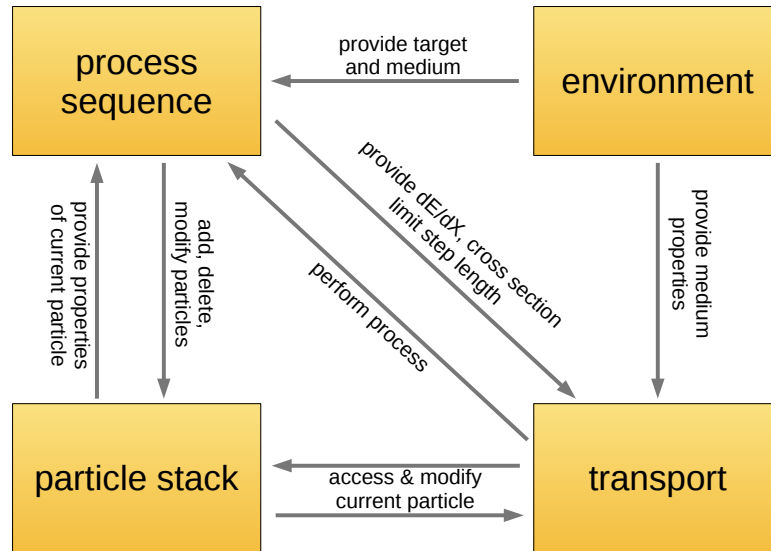 process
sequence
provide target
and medium
environment
provide dE/dX, cross section
limit step length
perform process
provide properties
of current particle
add, delete,
modify particles
provide medium
properties
particle stack
access & modify
current particle
transport